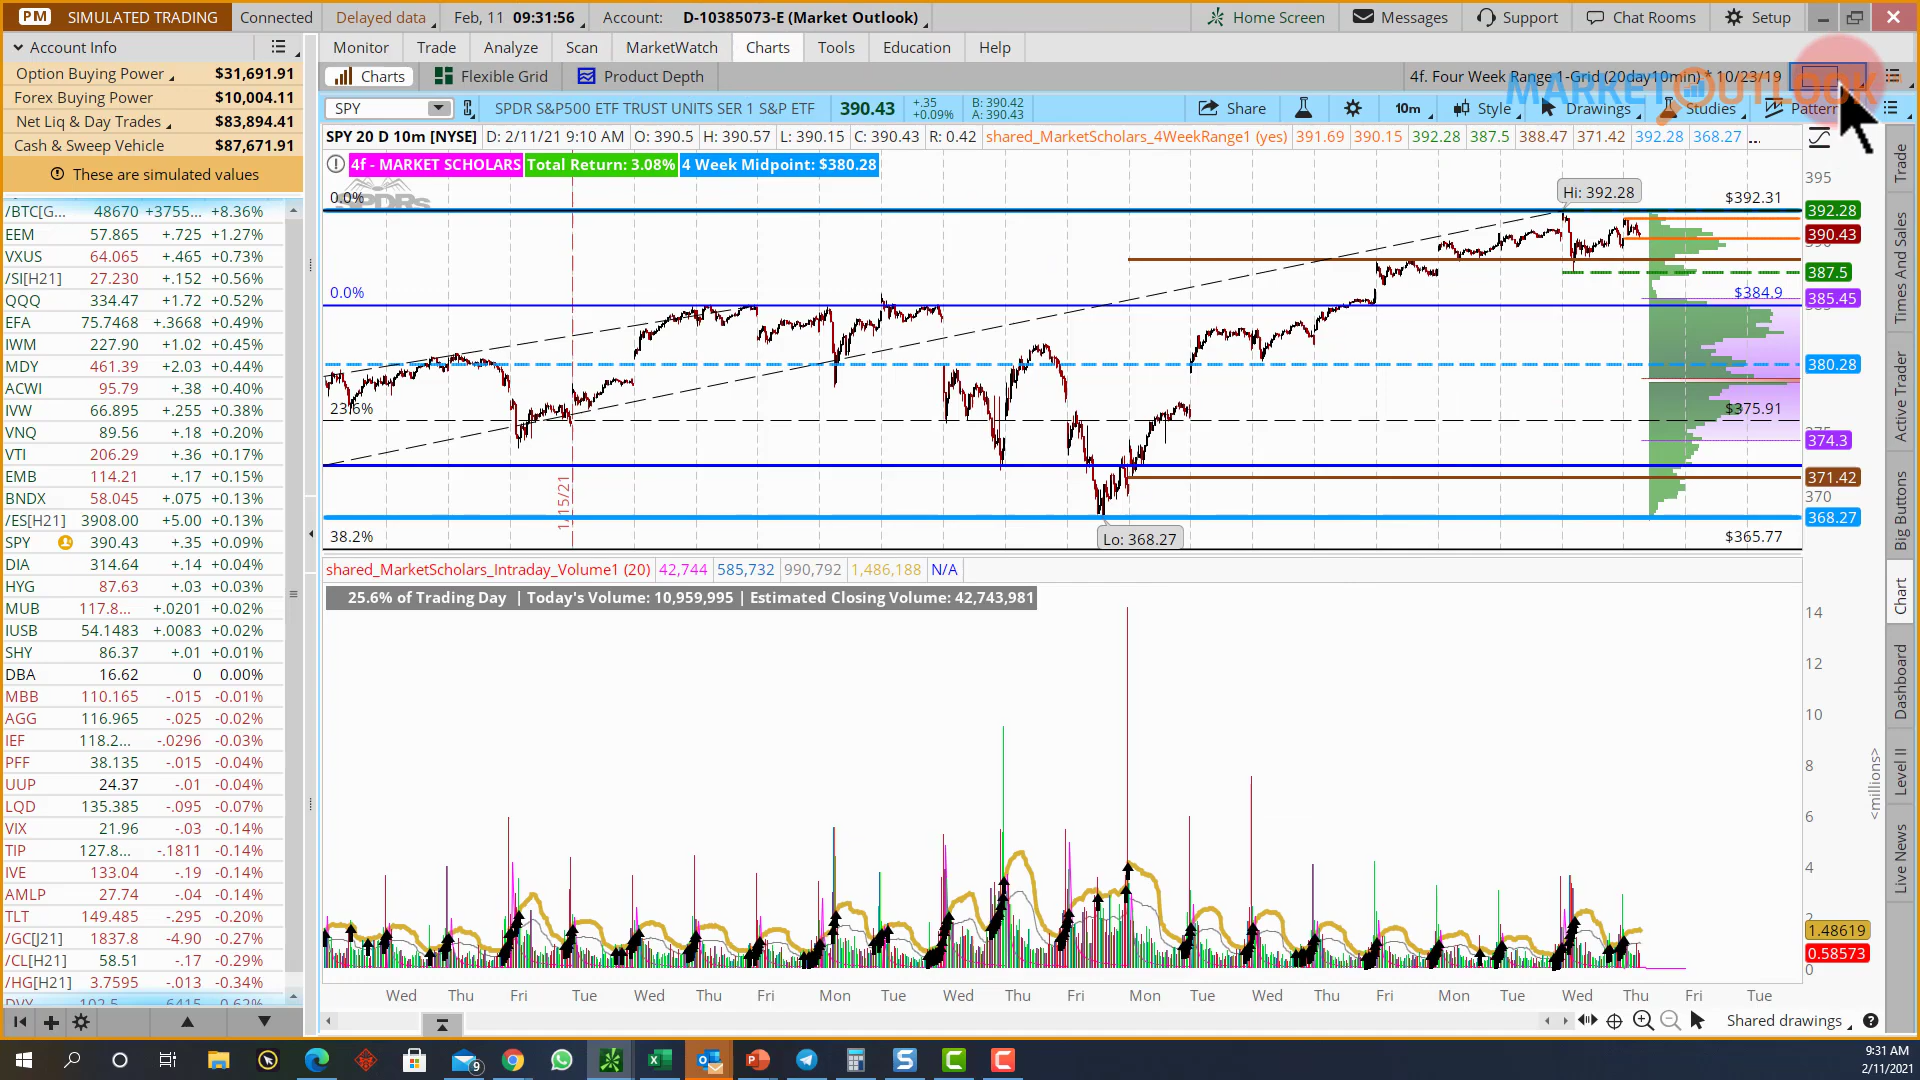 PM SIMULATED TRADING Connected Delayed data Feb, 11 09:31:56 Account: D-10385073-E (Market Outlook) Home Screen Messages Support Chat Rooms Setup
Account Info
Option Buying Power $31,691.91
Forex Buying Power $10,004.11
Net Liq & Day Trades $83,894.41
Cash & Sweep Vehicle $87,671.91
These are simulated values
/BTC[G... 48670 +3755... +8.36%
EEM 57.865 +.725 +1.27%
VXUS 64.065 +.465 +0.73%
/SI[H21] 27.230 +.152 +0.56%
QQQ 334.47 +1.72 +0.52%
EFA 75.7468 +.3668 +0.49%
IWM 227.90 +1.02 +0.45%
MDY 461.39 +2.03 +0.44%
ACWI 95.79 +.38 +0.40%
IVW 66.895 +.255 +0.38%
VNQ 89.56 +.18 +0.20%
VTI 206.29 +.36 +0.17%
EMB 114.21 +.17 +0.15%
BNDX 58.045 +.075 +0.13%
/ES[H21] 3908.00 +5.00 +0.13%
SPY 390.43 +.35 +0.09%
DIA 314.64 +.14 +0.04%
HYG 87.63 +.03 +0.03%
MUB 117.8... +.0201 +0.02%
IUSB 54.1483 +.0083 +0.02%
SHY 86.37 +.01 +0.01%
DBA 16.62 0 0.00%
MBB 110.165 -.015 -0.01%
AGG 116.965 -.025 -0.02%
IEF 118.2... -.0296 -0.03%
PFF 38.135 -.015 -0.04%
UUP 24.37 -.01 -0.04%
LQD 135.385 -.095 -0.07%
VIX 21.96 -.03 -0.14%
TIP 127.8... -.1811 -0.14%
IVE 133.04 -.19 -0.14%
AMLP 27.74 -.04 -0.14%
TLT 149.485 -.295 -0.20%
/GC[J21] 1837.8 -4.90 -0.27%
/CL[H21] 58.51 -.17 -0.29%
/HG[H21] 3.7595 -.013 -0.34%
Monitor Trade Analyze Scan MarketWatch Charts Tools Education Help
Charts Flexible Grid Product Depth 4f. Four Week Range 1-Grid (20day10min) * 10/23/19
MARKET OUTLOOK
SPY SPDR S&P500 ETF TRUST UNITS SER 1 S&P ETF 390.43 +.35 +0.09% B: 390.42 A: 390.43 Share 10m Style Drawings Studies Pattern
SPY 20 D 10m [NYSE] D: 2/11/21 9:10 AM O: 390.5 H: 390.57 L: 390.15 C: 390.43 R: 0.42 shared_MarketScholars_4WeekRange1 (yes) 391.69 390.15 392.28 387.5 388.47 371.42 392.28 368.27 ...
4f - MARKET SCHOLARS Total Return: 3.08% 4 Week Midpoint: $380.28
SPDRs
0.0% Hi: 392.28 $392.31
0.0% $384.9
23.6% $375.91
38.2% Lo: 368.27 $365.77
1/15/21
395
392.28
390.43
387.5
385.45
380.28
374.3
371.42
370
368.27
shared_MarketScholars_Intraday_Volume1 (20) 42,744 585,732 990,792 1,486,188 N/A
25.6% of Trading Day | Today's Volume: 10,959,995 | Estimated Closing Volume: 42,743,981
14
12
10
8
6
4
2
1.48619
0.58573
0
<millions>
Wed Thu Fri Tue Wed Thu Fri Mon Tue Wed Thu Fri Mon Tue Wed Thu Fri Mon Tue Wed Thu Fri Tue
Shared drawings
Trade
Times And Sales
Active Trader
Big Buttons
Chart
Dashboard
Level II
Live News
9
9:31 AM
2/11/2021